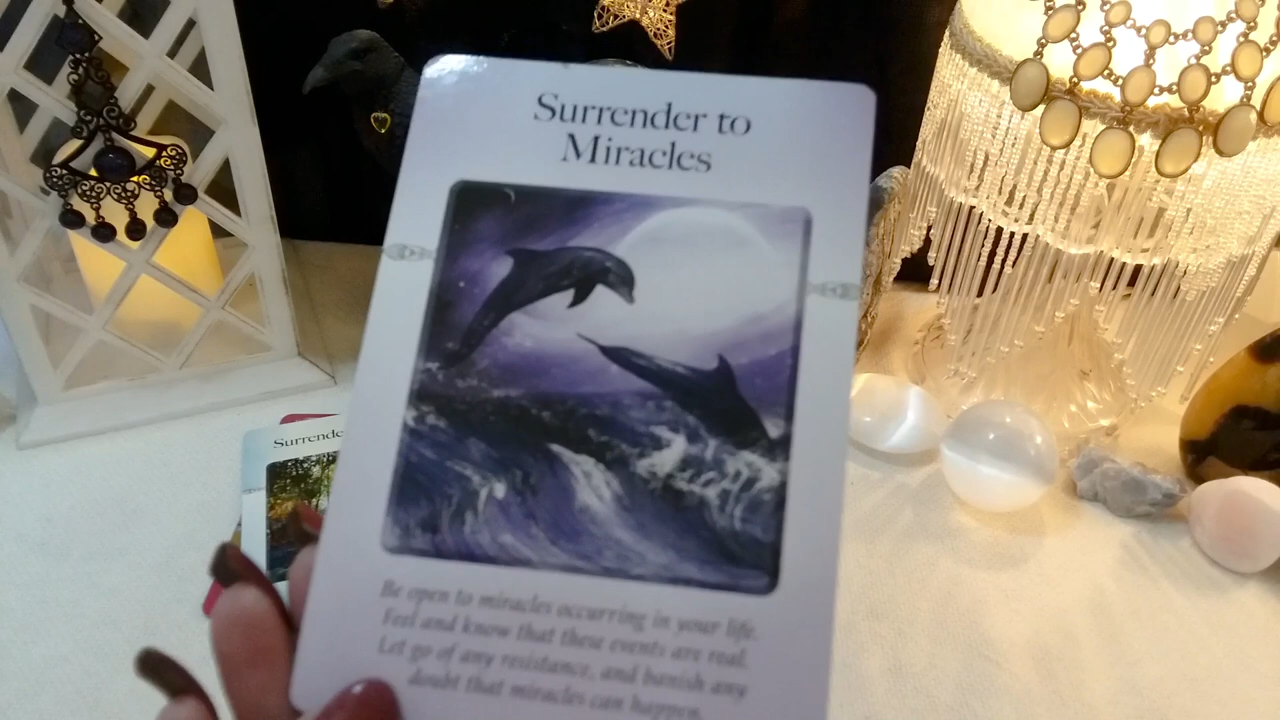 Surrender to
Miracles
Surrende
Be open to miracles occurring in your life.
Feel and know that these events are real.
Let go of any resistance, and banish any
doubt that miracles can happen.